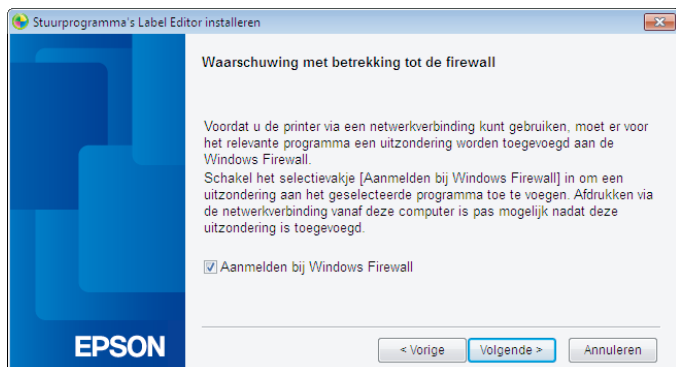 Stuurprogramma's Label Editor installeren
Waarschuwing met betrekking tot de firewall
Voordat u de printer via een netwerkverbinding kunt gebruiken, moet er voor
het relevante programma een uitzondering worden toegevoegd aan de
Windows Firewall.
Schakel het selectievakje [Aanmelden bij Windows Firewall] in om een
uitzondering aan het geselecteerde programma toe te voegen. Afdrukken via
de netwerkverbinding vanaf deze computer is pas mogelijk nadat deze
uitzondering is toegevoegd.
Aanmelden bij Windows Firewall
EPSON
< Vorige
Volgende >
Annuleren